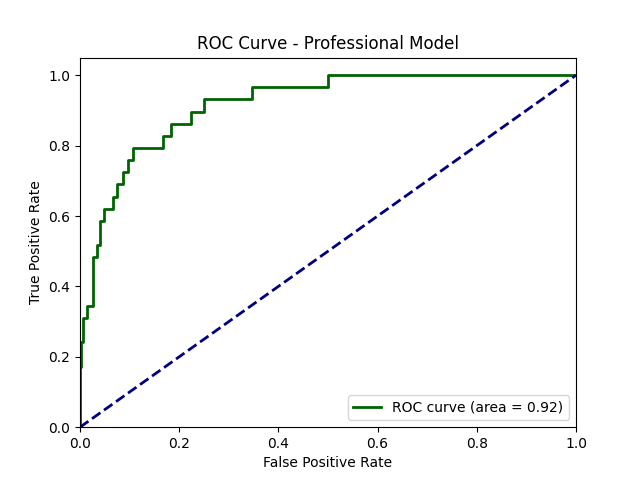 ROC Curve - Professional Model
True Positive Rate
1.0
0.8
0.6
0.4
0.2
0.0
ROC curve (area = 0.92)
0.0 0.2 0.4 0.6 0.8 1.0
False Positive Rate